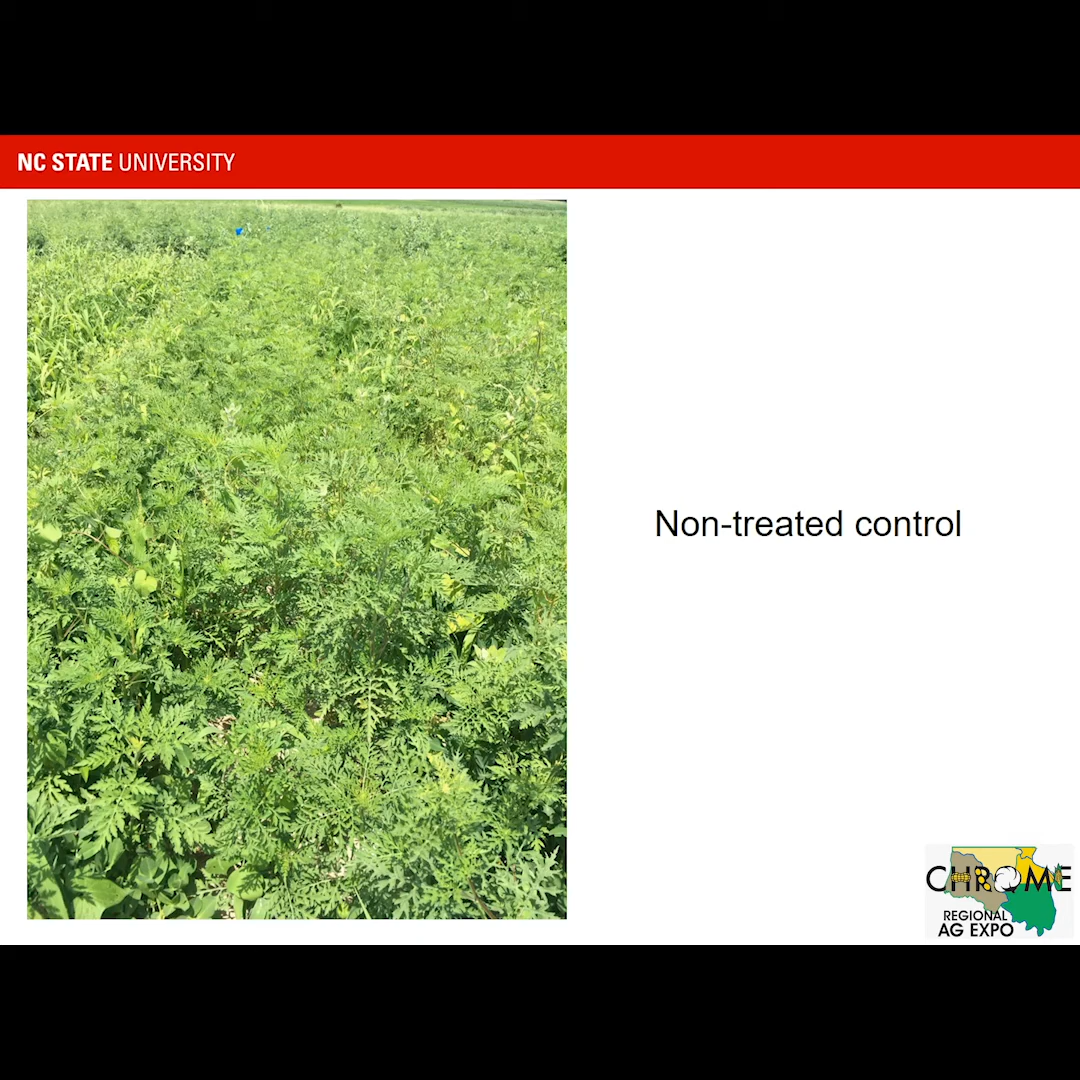 NC STATE UNIVERSITY
Non-treated control
CHROME
REGIONAL
AG EXPO